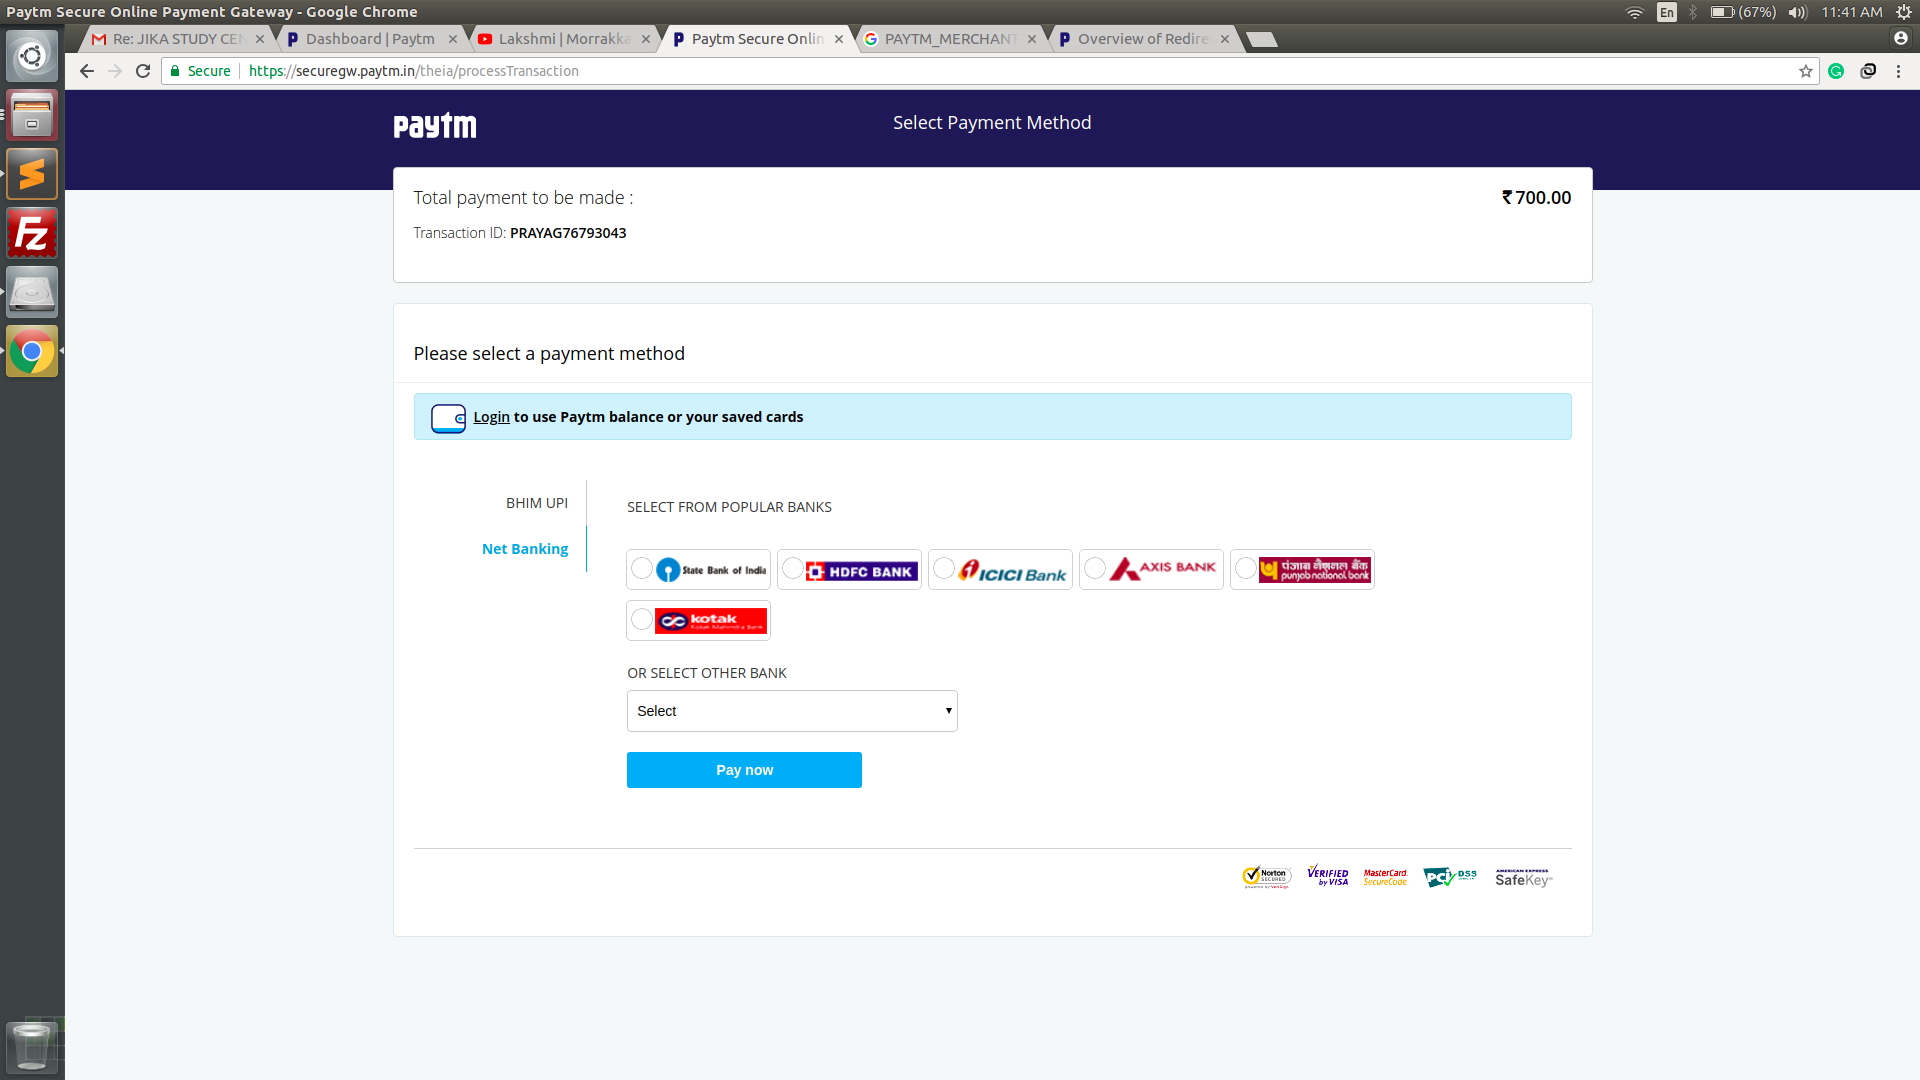 Paytm Secure Online Payment Gateway - Google Chrome
En (67%) 11:41 AM
Re: JIKA STUDY CEN
Dashboard | Paytm
Lakshmi | Morrakka
Paytm Secure Onlin
PAYTM_MERCHANT
Overview of Redire
Secure https://securegw.paytm.in/theia/processTransaction
paytm
Select Payment Method
Total payment to be made :
₹ 700.00
Transaction ID: PRAYAG76793043
Please select a payment method
Login to use Paytm balance or your saved cards
BHIM UPI
Net Banking
SELECT FROM POPULAR BANKS
State Bank of India
HDFC BANK
ICICI Bank
AXIS BANK
पंजाब नैशनल बैंक
punjab national bank
kotak
Kotak Mahindra Bank
OR SELECT OTHER BANK
Select
Pay now
Norton
SECURED
powered by VeriSign
VERIFIED
by VISA
MasterCard
SecureCode
PCI DSS
AMERICAN EXPRESS
SafeKey